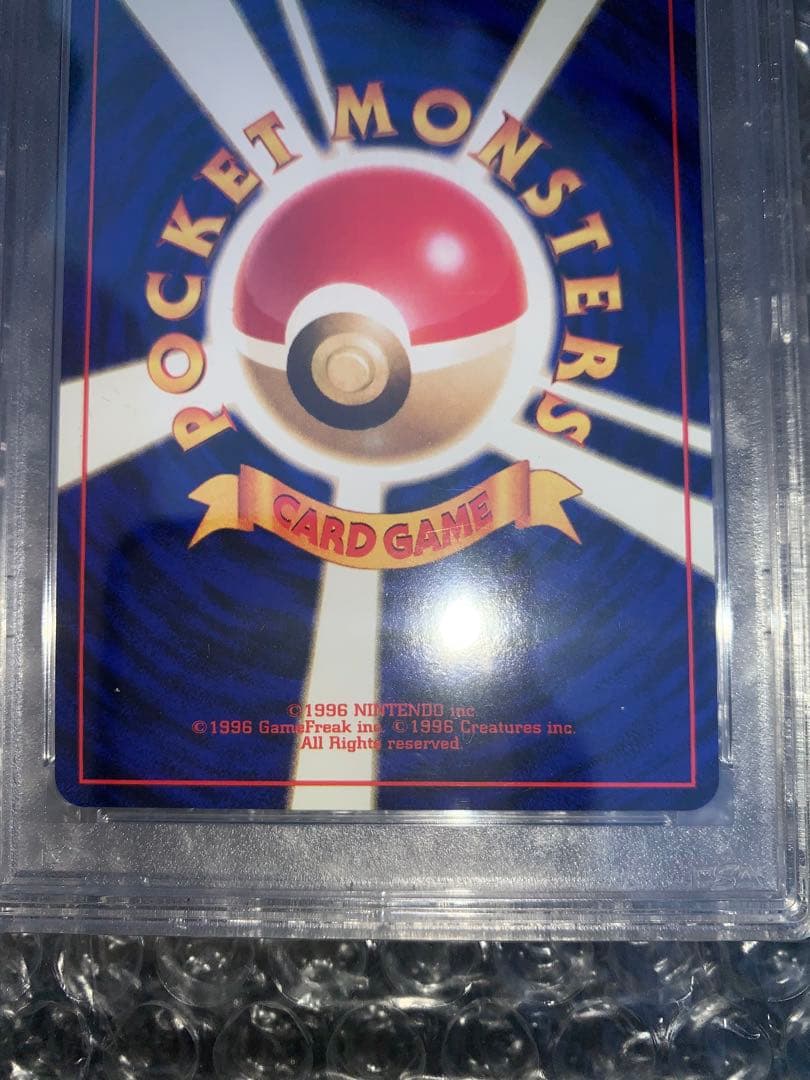 POCKET MONSTERS
CARD GAME
©1996 NINTENDO inc.
©1996 GameFreak inc. ©1996 Creatures inc.
All Rights reserved.